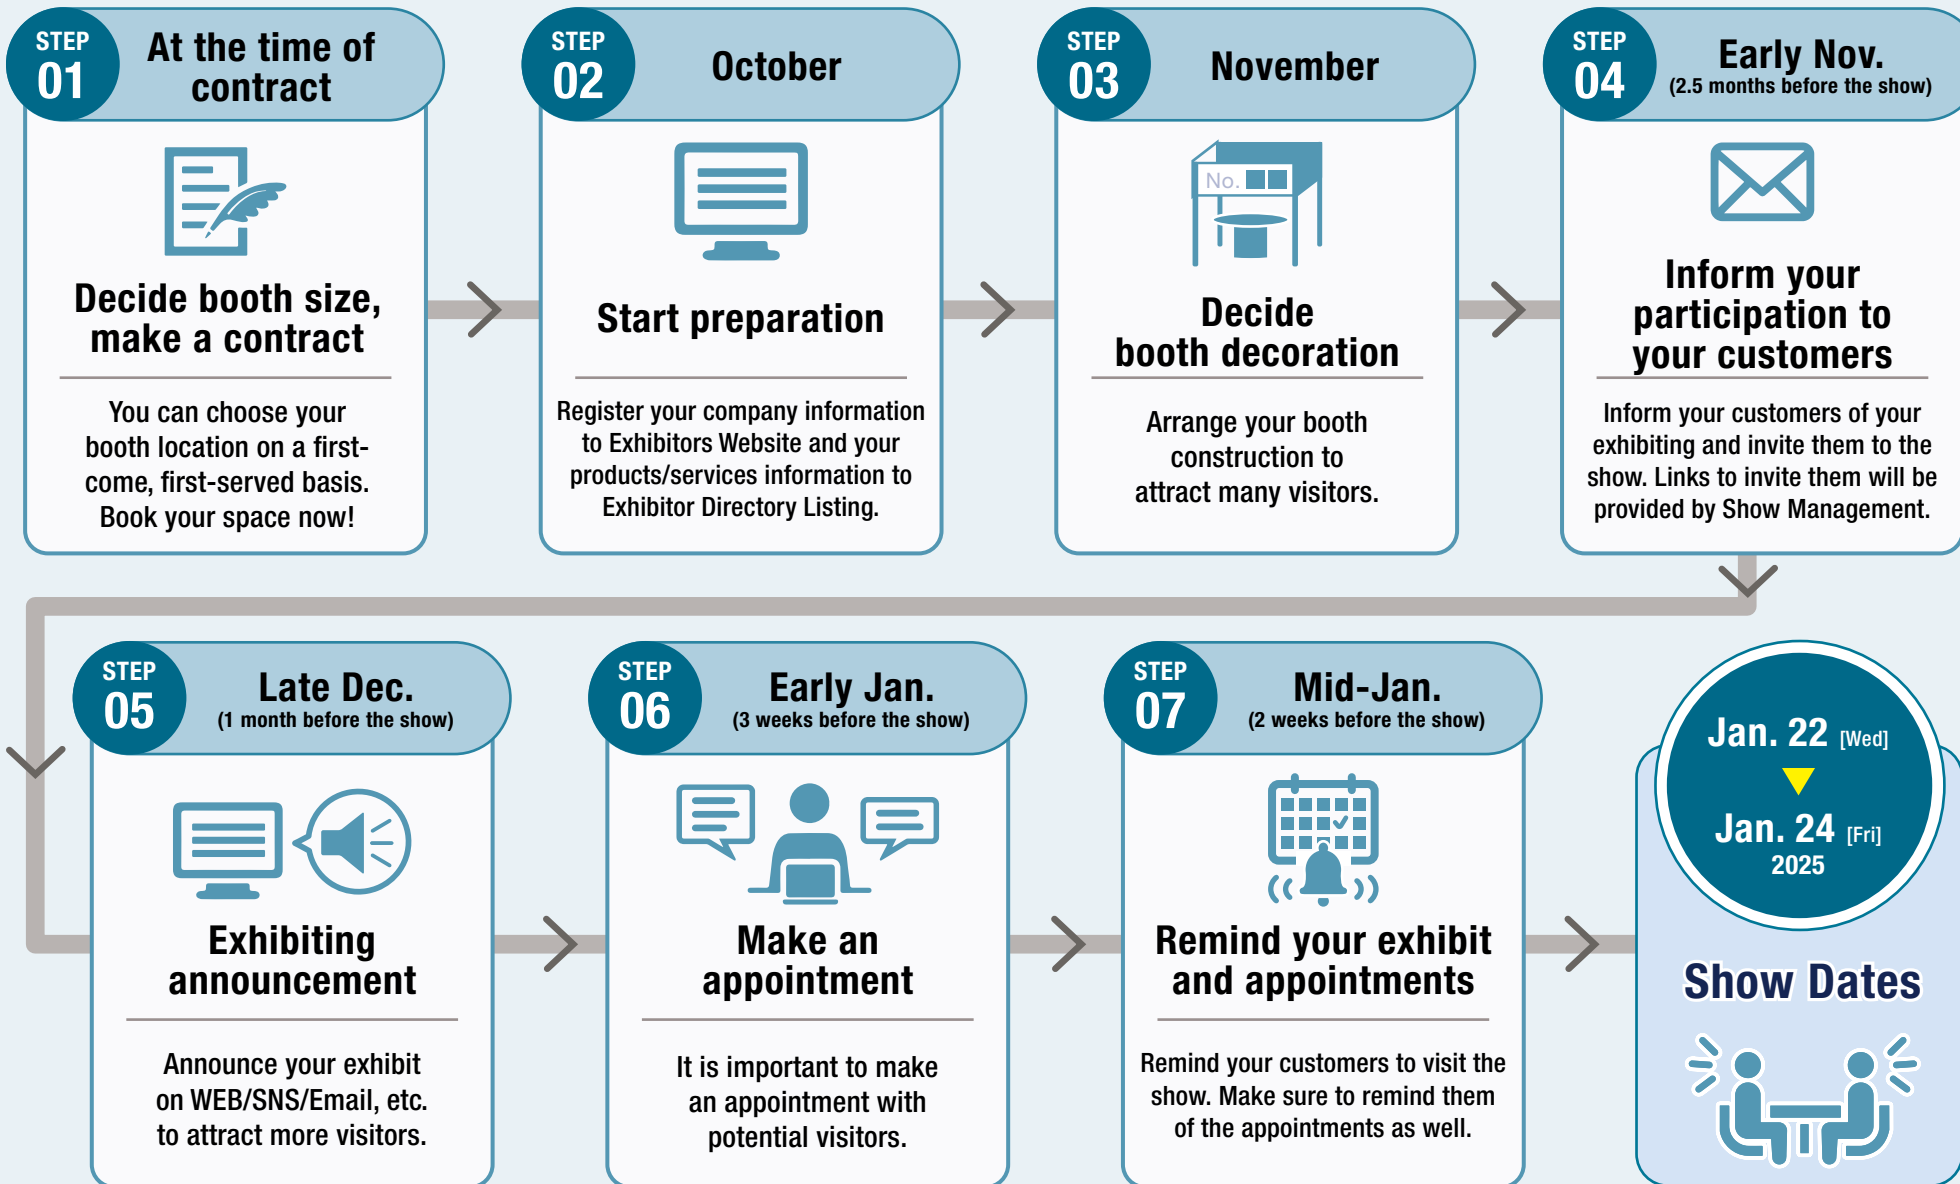 STEP
01
At the time of
contract
Decide booth size,
make a contract
You can choose your
booth location on a first-
come, first-served basis.
Book your space now!
STEP
02
October
Start preparation
Register your company information
to Exhibitors Website and your
products/services information to
Exhibitor Directory Listing.
STEP
03
November
No.
Decide
booth decoration
Arrange your booth
construction to
attract many visitors.
STEP
04
Early Nov.
(2.5 months before the show)
Inform your
participation to
your customers
Inform your customers of your
exhibiting and invite them to the
show. Links to invite them will be
provided by Show Management.
STEP
05
Late Dec.
(1 month before the show)
Exhibiting
announcement
Announce your exhibit
on WEB/SNS/Email, etc.
to attract more visitors.
STEP
06
Early Jan.
(3 weeks before the show)
Make an
appointment
It is important to make
an appointment with
potential visitors.
STEP
07
Mid-Jan.
(2 weeks before the show)
Remind your exhibit
and appointments
Remind your customers to visit the
show. Make sure to remind them
of the appointments as well.
Jan. 22 [Wed]
Jan. 24 [Fri]
2025
Show Dates